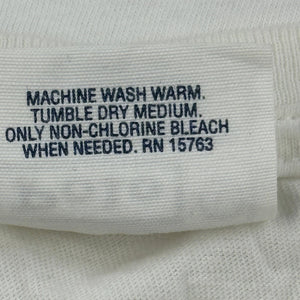 MACHINE WASH WARM.
TUMBLE DRY MEDIUM.
ONLY NON-CHLORINE BLEACH
WHEN NEEDED. RN 15763